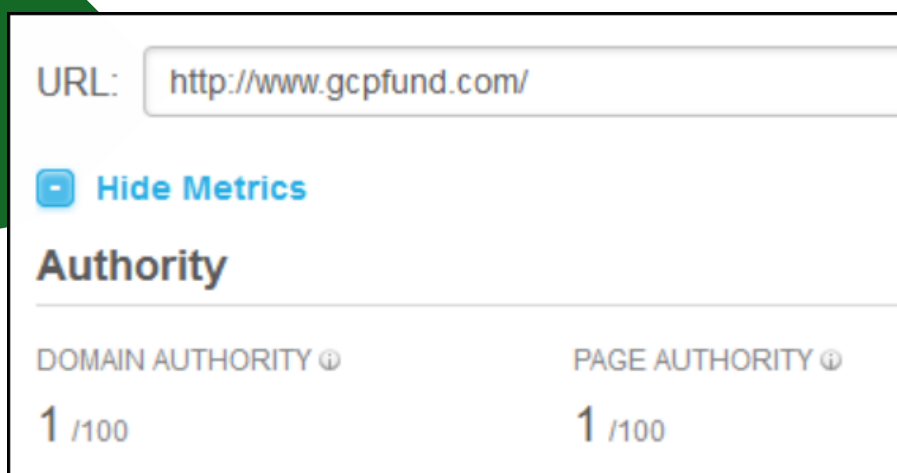 URL: http://www.gcpfund.com/
- Hide Metrics
Authority
DOMAIN AUTHORITY PAGE AUTHORITY
1 /100 1 /100